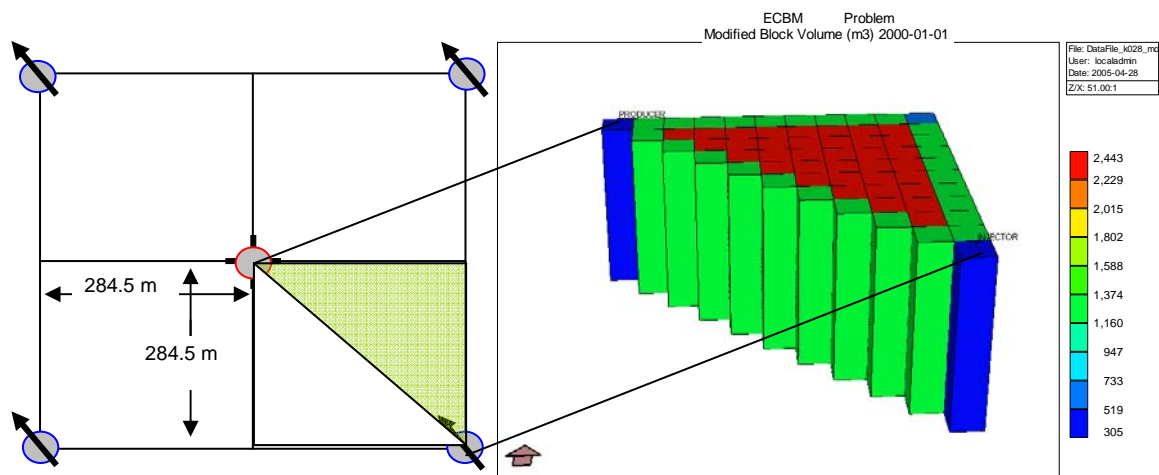 ECBM Problem
Modified Block Volume (m3) 2000-01-01
File: DataFile_k028_mo
User: localadmin
Date: 2005-04-28
Z/X: 51.00:1
PRODUCER
INJECTOR
284.5 m
284.5 m
2,443
2,229
2,015
1,802
1,588
1,374
1,160
947
733
519
305